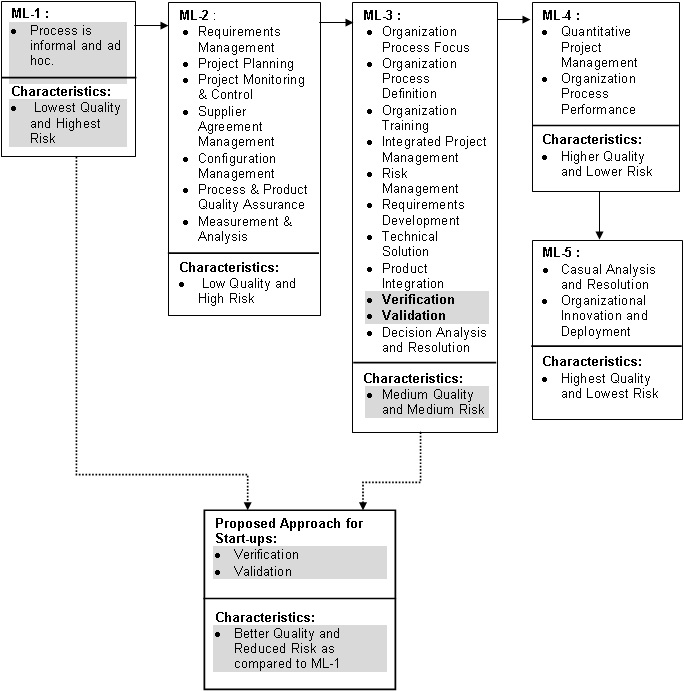 ML-1 :
• Process is
informal and ad
hoc.
Characteristics:
• Lowest Quality
and Highest
Risk
ML-2 :
• Requirements
Management
• Project Planning
• Project Monitoring
& Control
• Supplier
Agreement
Management
• Configuration
Management
• Process & Product
Quality Assurance
• Measurement &
Analysis
Characteristics:
• Low Quality and
High Risk
ML-3 :
• Organization
Process Focus
• Organization
Process
Definition
• Organization
Training
• Integrated Project
Management
• Risk
Management
• Requirements
Development
• Technical
Solution
• Product
Integration
• Verification
• Validation
• Decision Analysis
and Resolution
Characteristics:
• Medium Quality
and Medium Risk
ML-4 :
• Quantitative
Project
Management
• Organization
Process
Performance
Characteristics:
• Higher Quality
and Lower Risk
ML-5 :
• Casual Analysis
and Resolution
• Organizational
Innovation and
Deployment
Characteristics:
• Highest Quality
and Lowest Risk
Proposed Approach for
Start-ups:
• Verification
• Validation
Characteristics:
• Better Quality and
Reduced Risk as
compared to ML-1